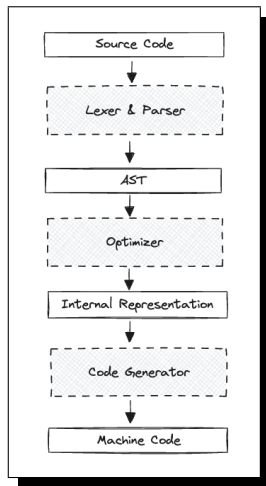 Source Code
Lexer & Parser
AST
Optimizer
Internal Representation
Code Generator
Machine Code